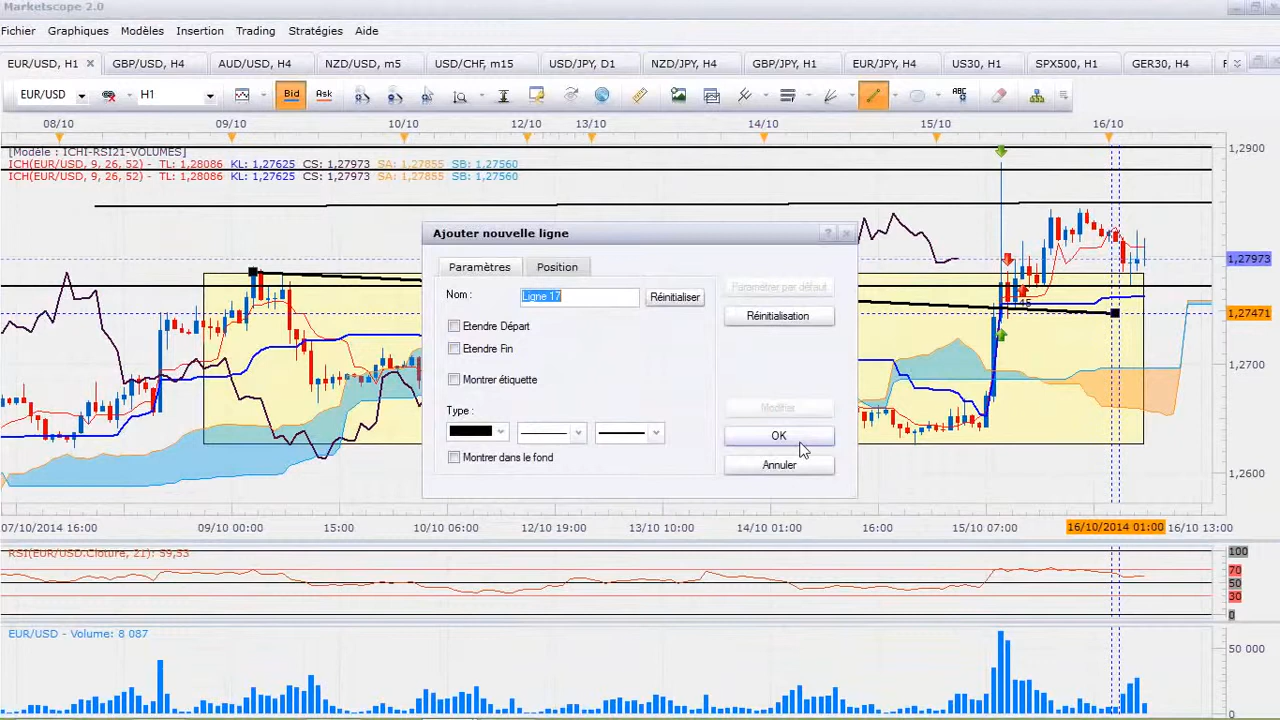 Marketscope 2.0
Fichier Graphiques Modèles Insertion Trading Stratégies Aide
EUR/USD, H1 GBP/USD, H4 AUD/USD, H4 NZD/USD, m5 USD/CHF, m15 USD/JPY, D1 NZD/JPY, H4 GBP/JPY, H1 EUR/JPY, H4 US30, H1 SPX500, H1 GER30, H4 F
EUR/USD H1 Bid Ask ABC
08/10 09/10 10/10 12/10 13/10 14/10 15/10 16/10
[Modèle : ICHI-RSI21-VOLUMES]
ICH(EUR/USD, 9, 26, 52) - TL: 1,28086 KL: 1,27625 CS: 1,27973 SA: 1,27855 SB: 1,27560
ICH(EUR/USD, 9, 26, 52) - TL: 1,28086 KL: 1,27625 CS: 1,27973 SA: 1,27855 SB: 1,27560
1,2900
1,27973
1,27471
1,2700
1,2600
Ajouter nouvelle ligne
Paramètres Position
Nom : Ligne 17 Réinitialiser
Paramétrer par défaut
Réinitialisation
Etendre Départ
Etendre Fin
Montrer étiquette
Type :
Montrer dans le fond
Modifier
OK
Annuler
07/10/2014 16:00 09/10 00:00 15:00 10/10 06:00 12/10 19:00 13/10 10:00 14/10 01:00 16:00 15/10 07:00 16/10/2014 01:00 16/10 13:00
RSI(EUR/USD.Cloture, 21): 59,53
100
70
50
30
0
EUR/USD - Volume: 8 087
50 000
0